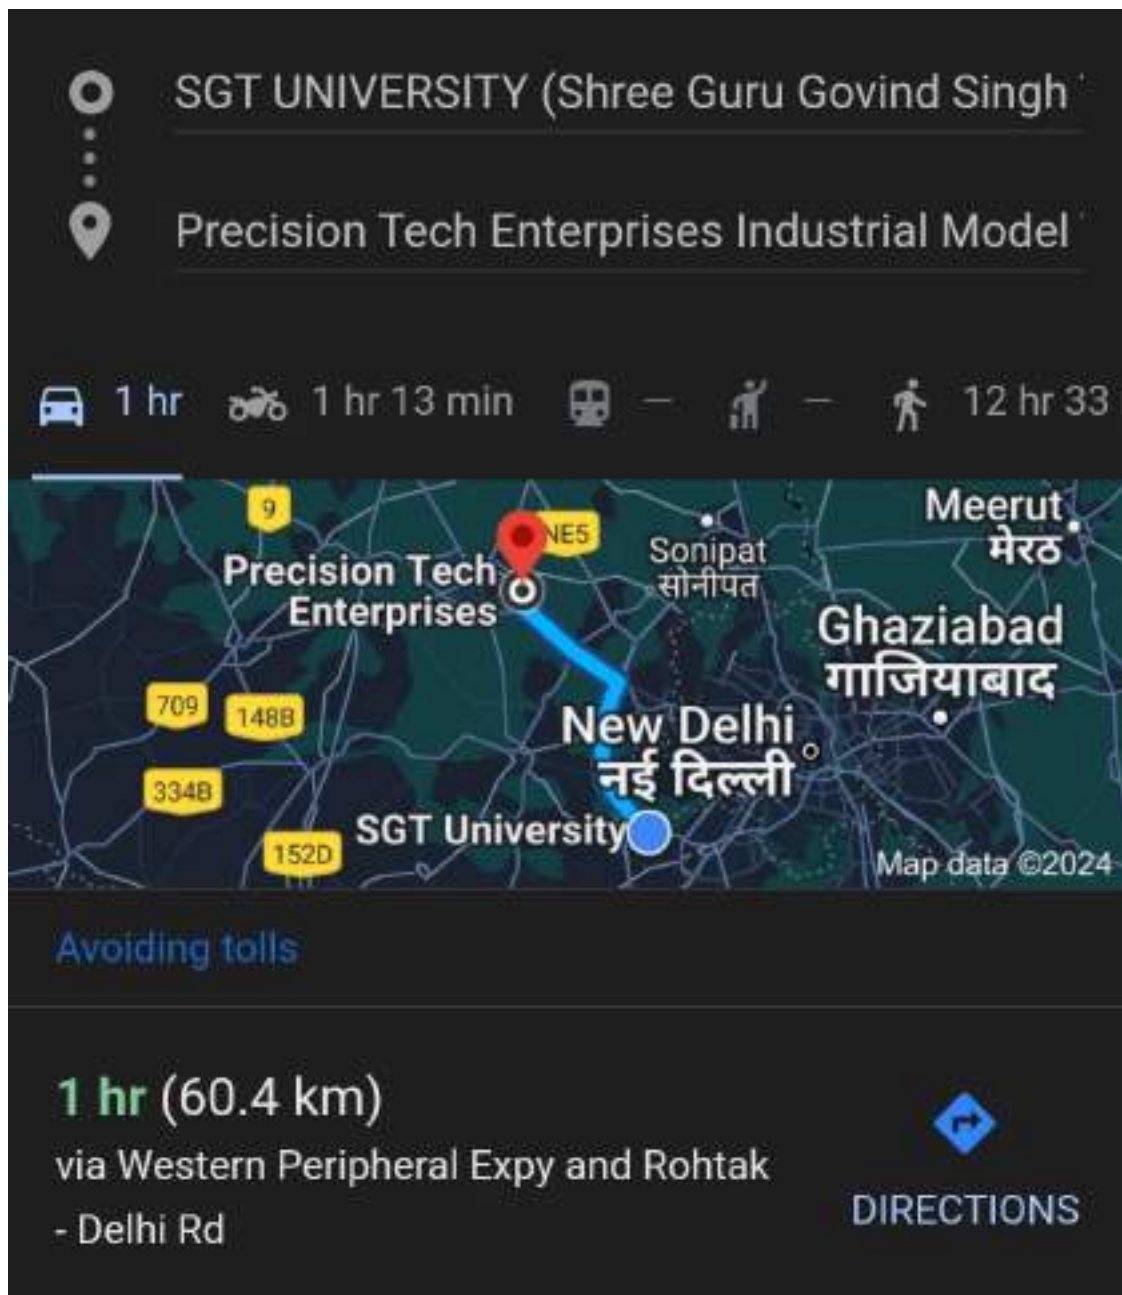 SGT UNIVERSITY (Shree Guru Govind Singh
Precision Tech Enterprises Industrial Model
1 hr 1 hr 13 min — — 12 hr 33
9
NE5
Meerut
मेरठ
Sonipat
सोनीपत
Precision Tech
Enterprises
Ghaziabad
गाजियाबाद
709
148B
New Delhi
नई दिल्ली
334B
SGT University
152D
Map data ©2024
Avoiding tolls
1 hr (60.4 km)
via Western Peripheral Expy and Rohtak
- Delhi Rd
DIRECTIONS